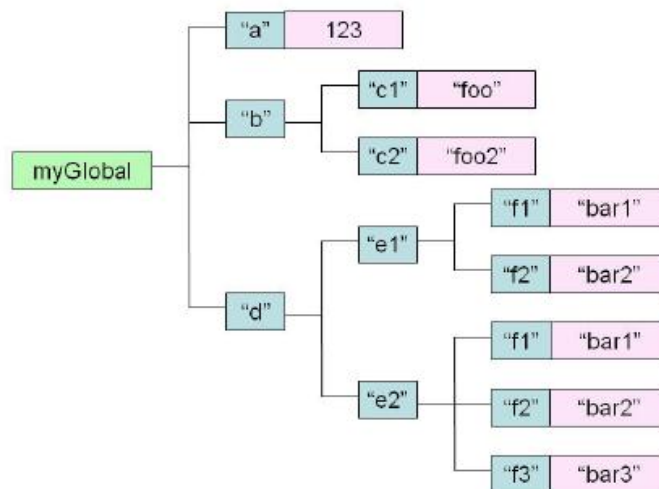 “a” 123
“b”
“c1” “foo”
“c2” “foo2”
myGlobal
“d”
“e1”
“f1” “bar1”
“f2” “bar2”
“e2”
“f1” “bar1”
“f2” “bar2”
“f3” “bar3”